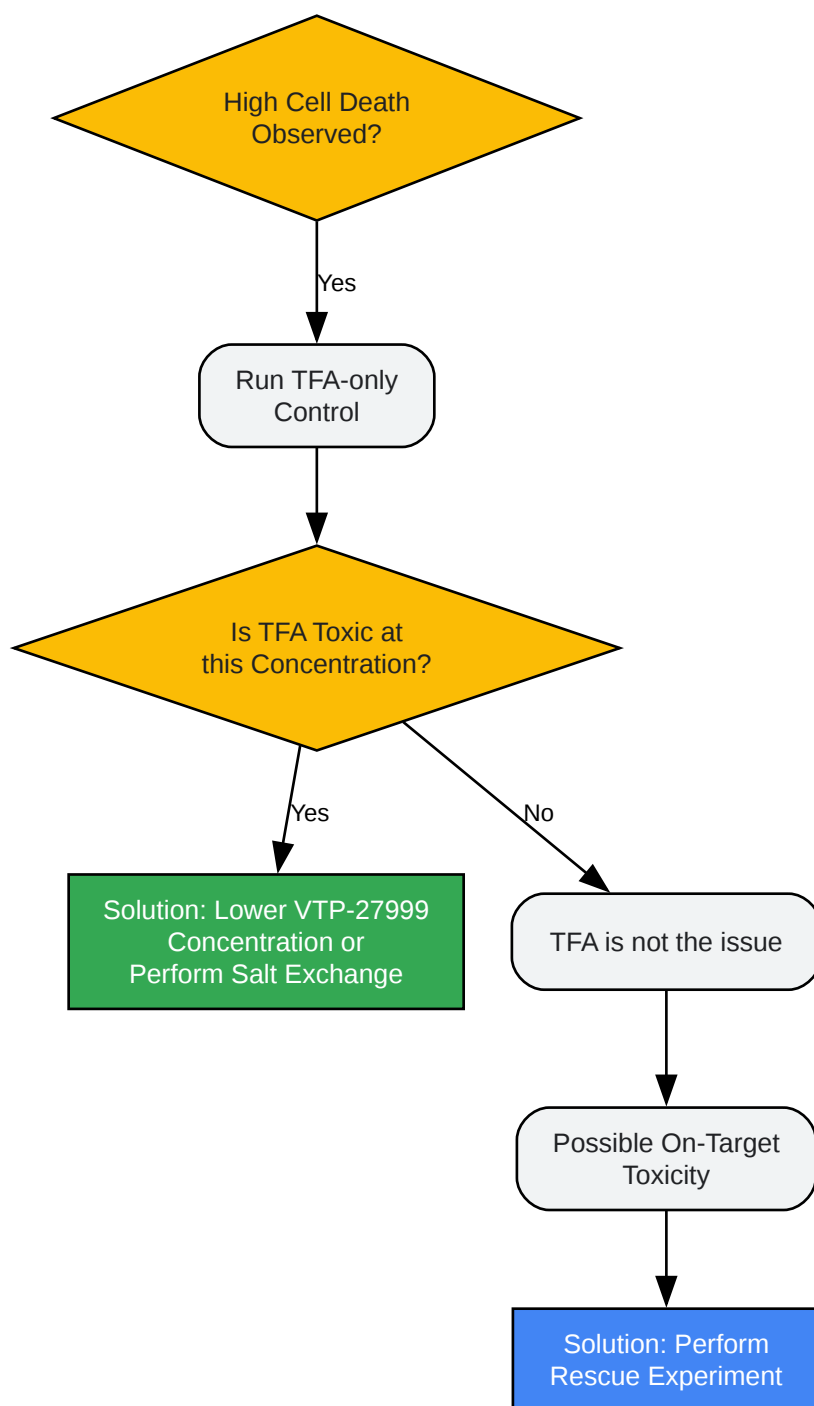 High Cell Death
Observed?
Yes
Run TFA-only
Control
Is TFA Toxic at
this Concentration?
Yes
No
Solution: Lower VTP-27999
Concentration or
Perform Salt Exchange
TFA is not the issue
Possible On-Target
Toxicity
Solution: Perform
Rescue Experiment